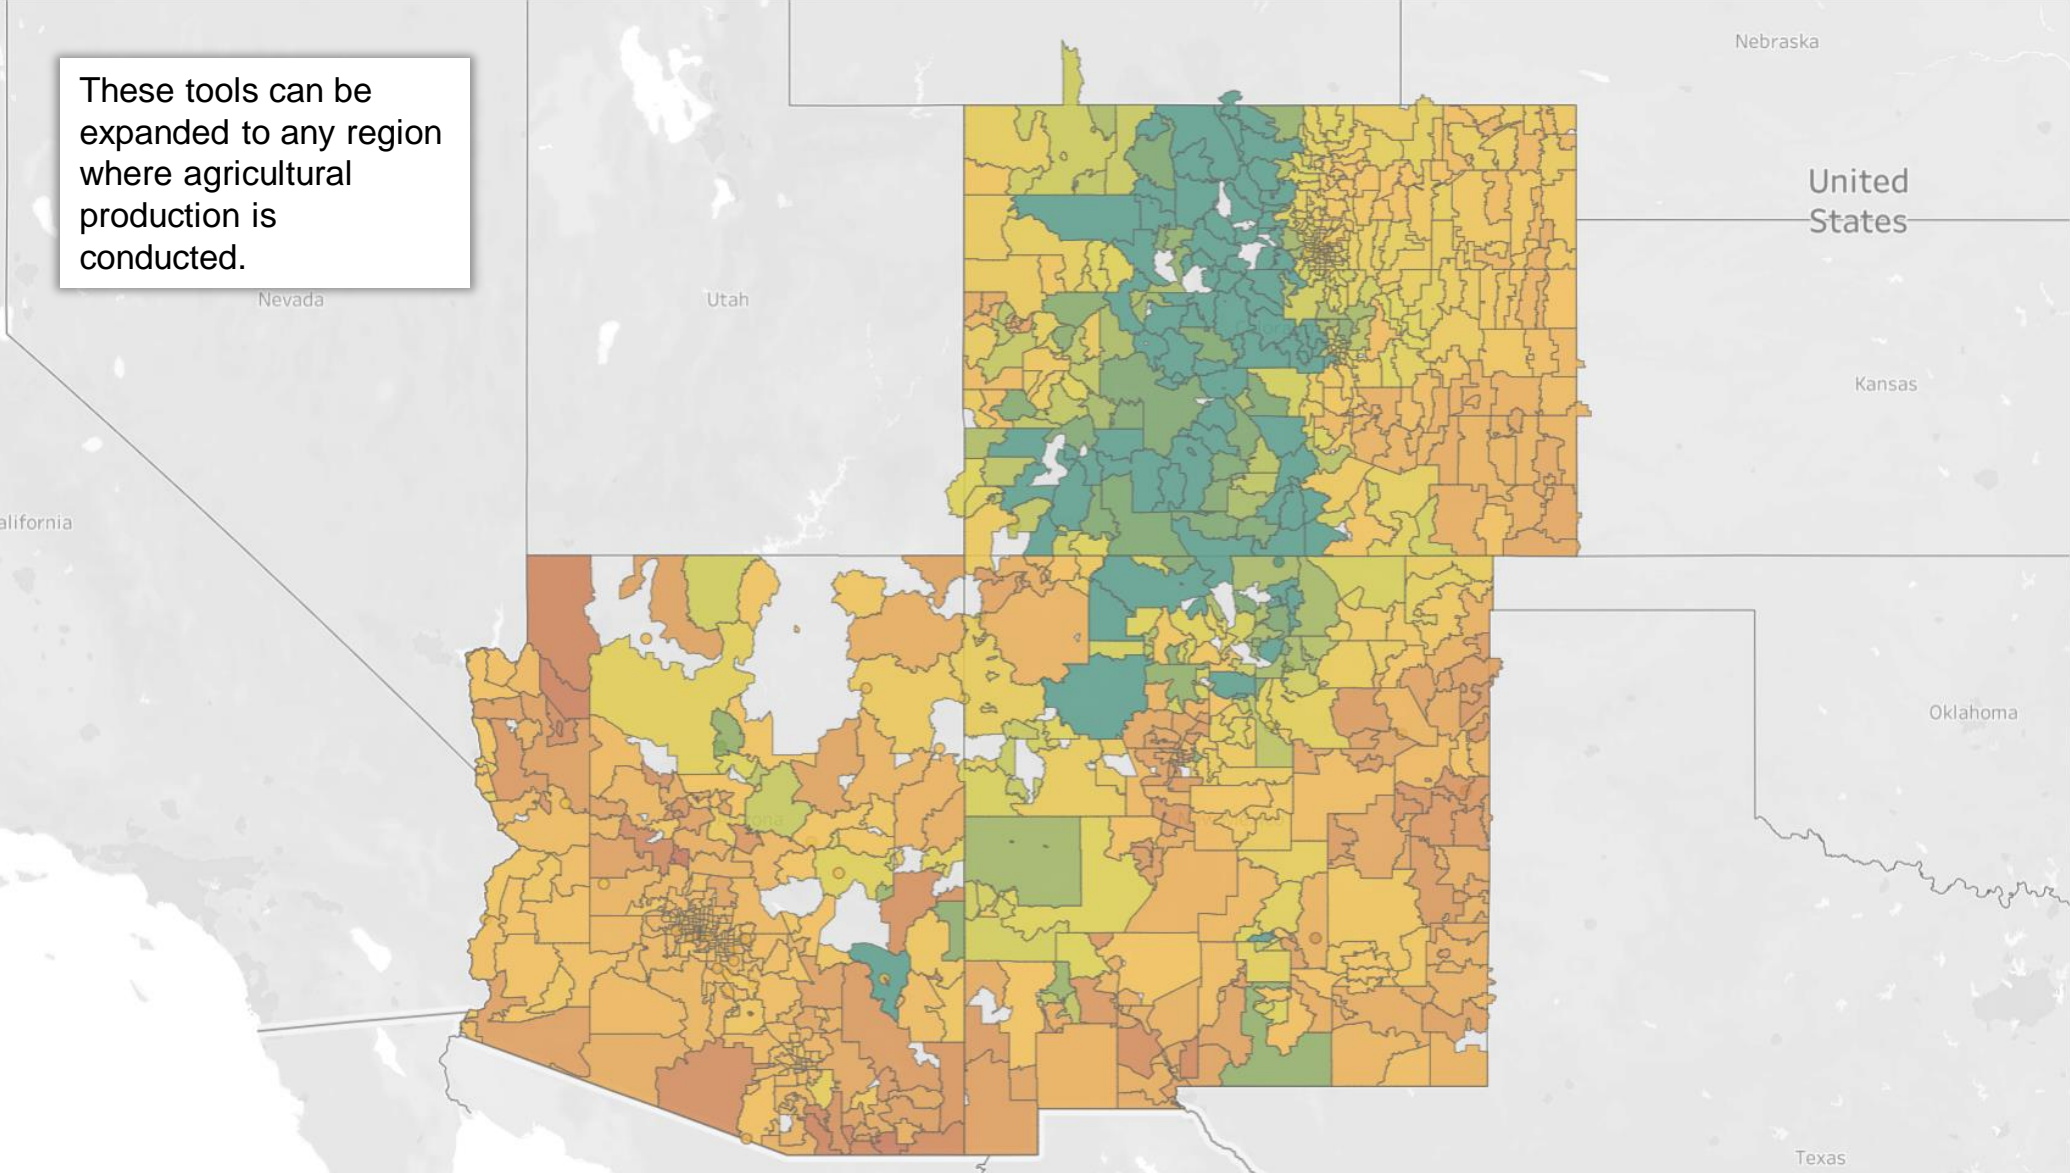 These tools can be
expanded to any region
where agricultural
production is
conducted.
Nebraska
United
States
Nevada
Utah
Kansas
alifornia
Oklahoma
Texas